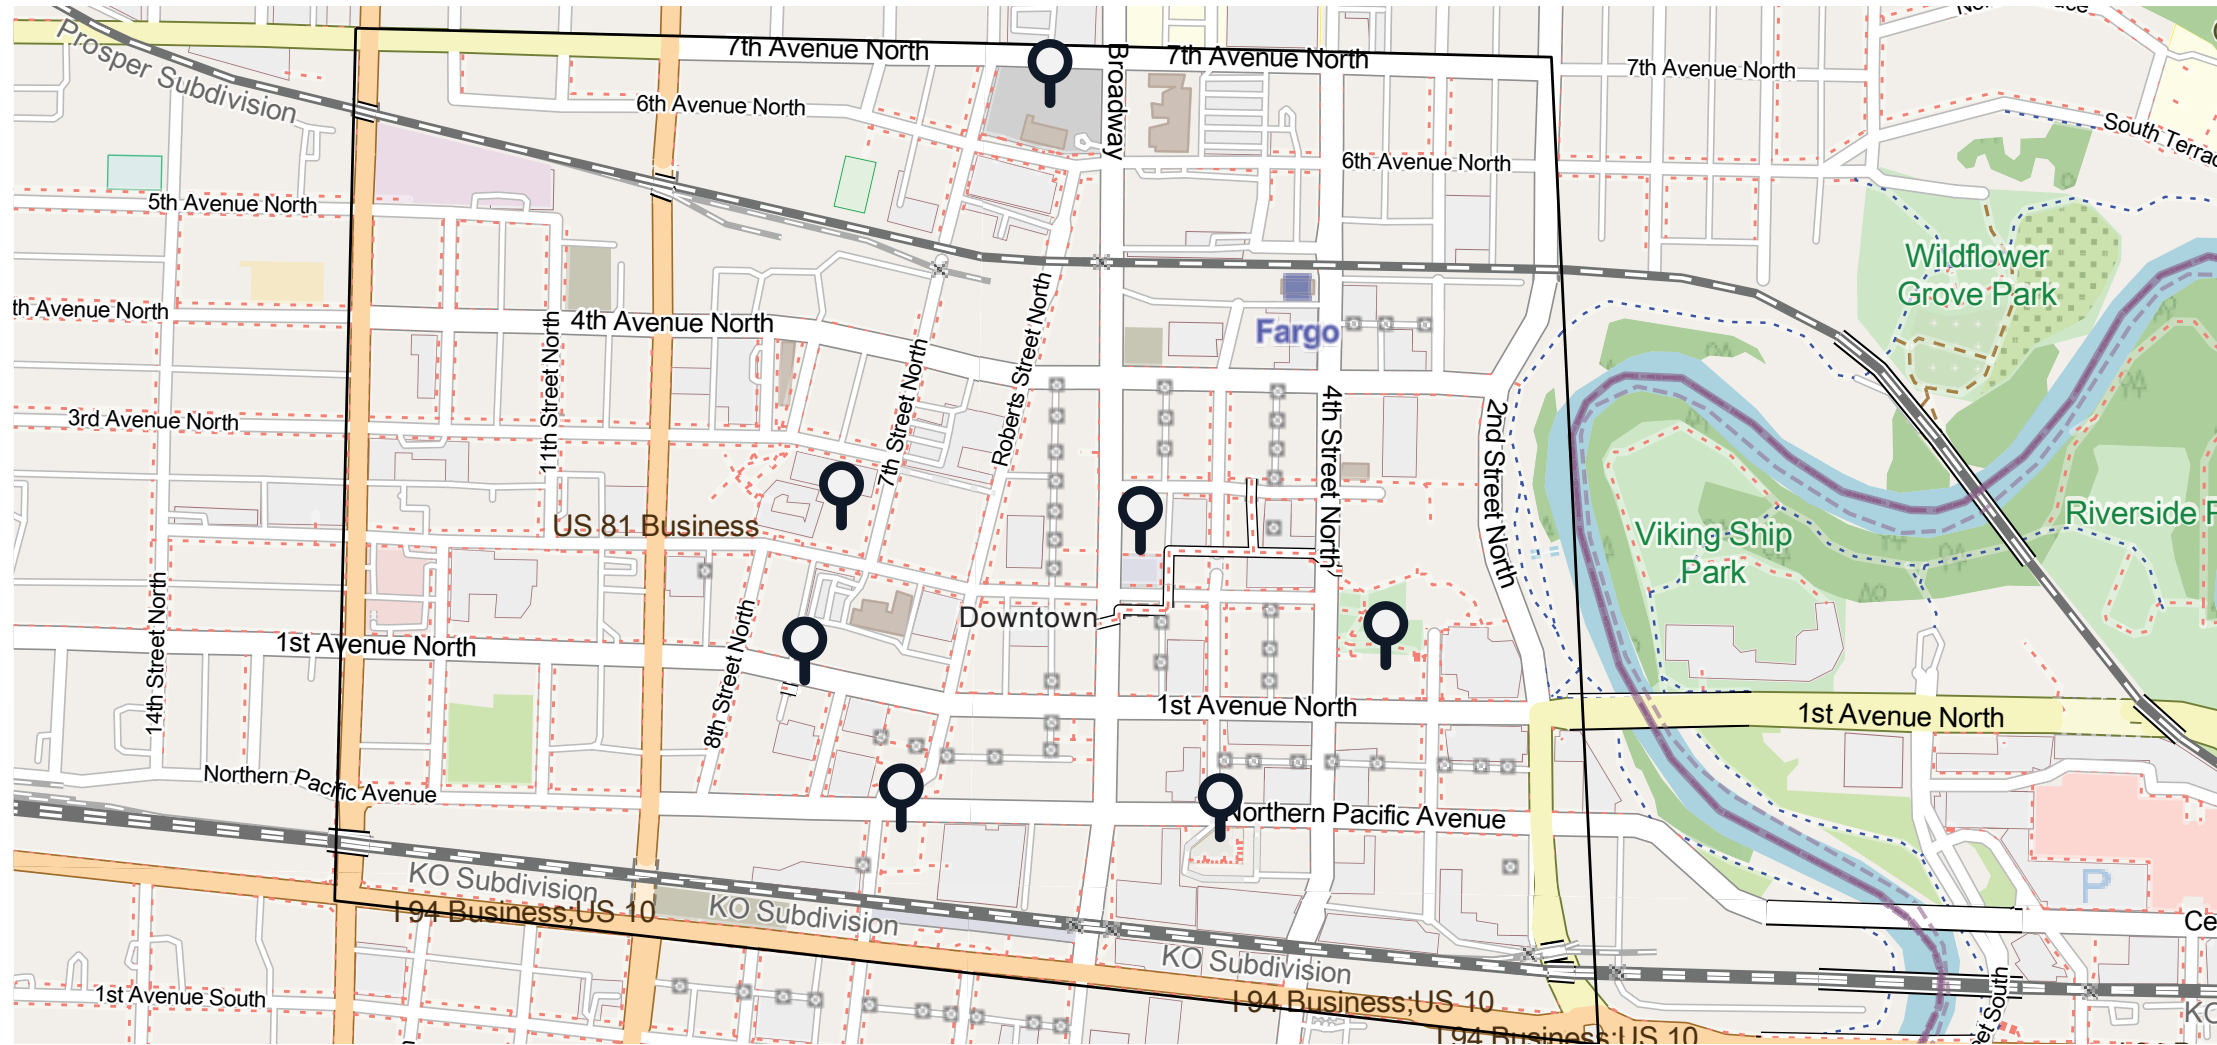 Prosper Subdivision
7th Avenue North
Broadway
7th Avenue North
7th Avenue North
6th Avenue North
South Terrac
6th Avenue North
5th Avenue North
Wildflower
Grove Park
th Avenue North
4th Avenue North
11th Street North
7th Street North
Roberts Street North
Fargo
3rd Avenue North
4th Street North
2nd Street North
US 81 Business
Viking Ship
Park
Riverside P
14th Street North
8th Street North
Downtown
1st Avenue North
1st Avenue North
1st Avenue North
Northern Pacific Avenue
Northern Pacific Avenue
KO Subdivision
I 94 Business;US 10
KO Subdivision
P
Ce
KO Subdivision
1st Avenue South
I 94 Business;US 10
I 94 Business;US 10
eet South
KO